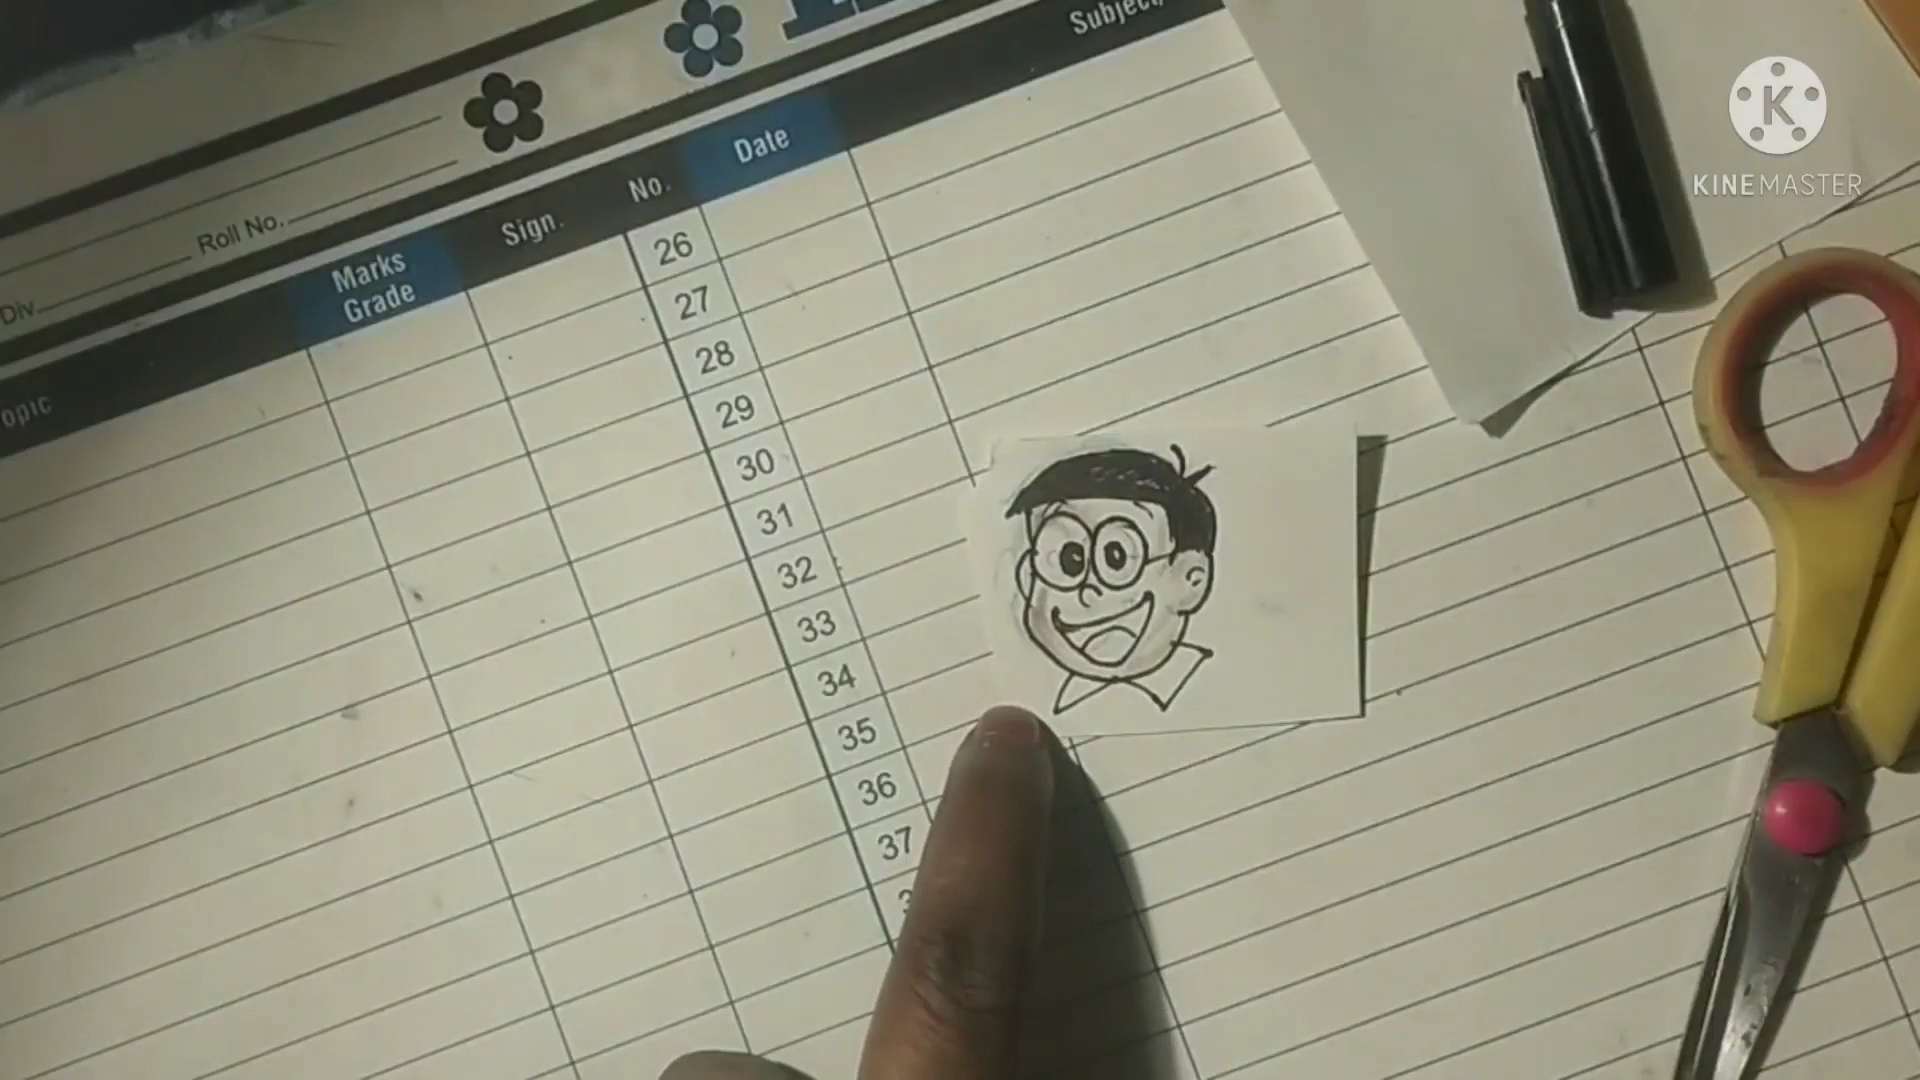 Subject
Date
No.
Sign.
Marks
Grade
Roll No.
Div.
opic
26
27
28
29
30
31
32
33
34
35
36
37
K
KINEMASTER